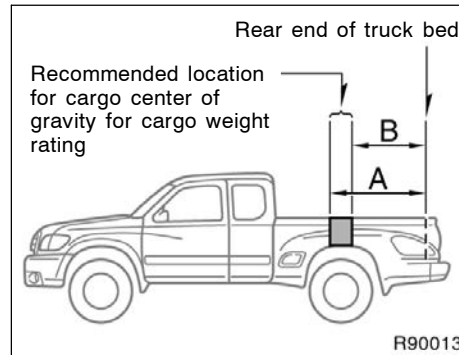 Rear end of truck bed
Recommended location
for cargo center of
gravity for cargo weight
rating
B
A
R90013